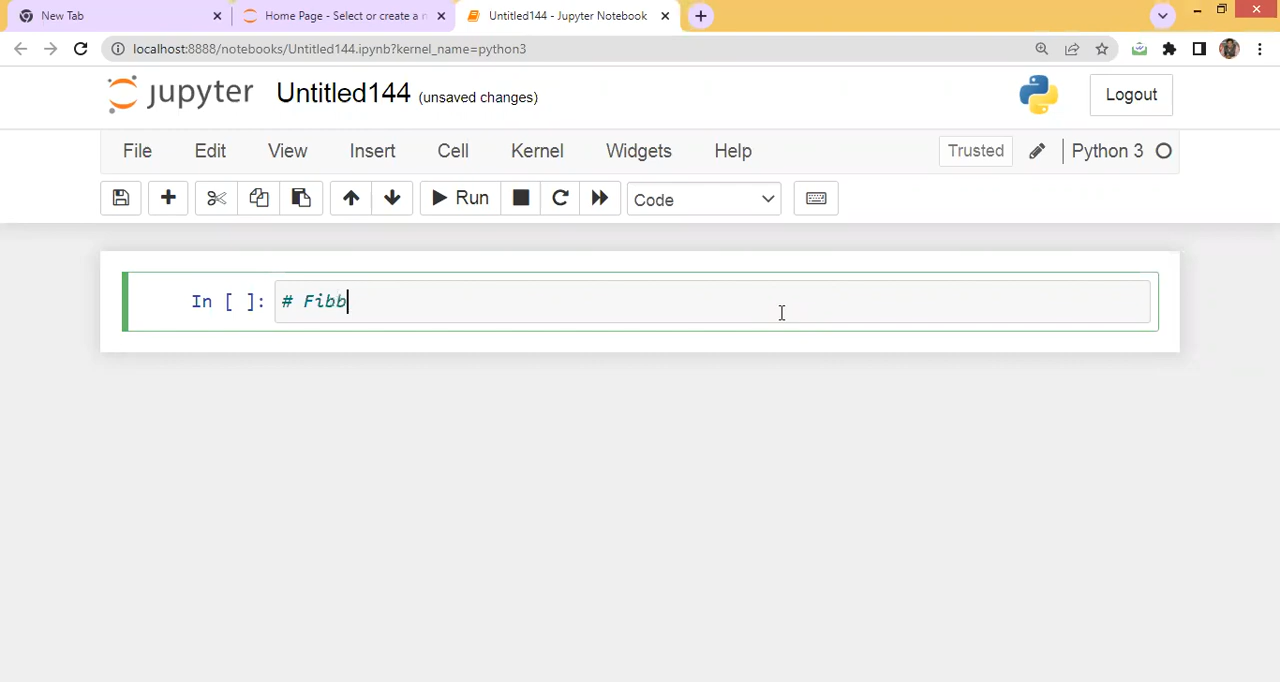 New Tab
Home Page - Select or create a n
Untitled144 - Jupyter Notebook
localhost:8888/notebooks/Untitled144.ipynb?kernel_name=python3
jupyter Untitled144 (unsaved changes)
Logout
File Edit View Insert Cell Kernel Widgets Help
Trusted
Python 3
Run
Code
In [ ]: # Fibb